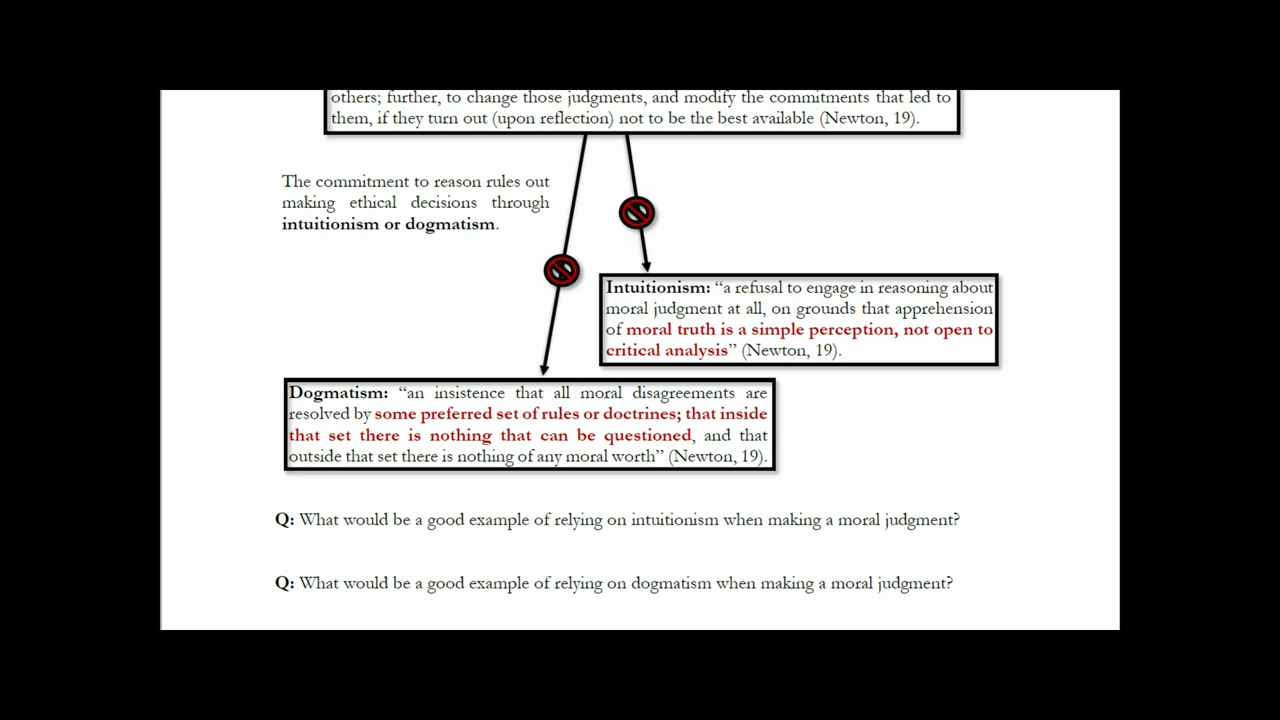 others; further, to change those judgments, and modify the commitments that led to
them, if they turn out (upon reflection) not to be the best available (Newton, 19).
The commitment to reason rules out
making ethical decisions through
intuitionism or dogmatism.
Intuitionism: “a refusal to engage in reasoning about
moral judgment at all, on grounds that apprehension
of moral truth is a simple perception, not open to
critical analysis” (Newton, 19).
Dogmatism: “an insistence that all moral disagreements are
resolved by some preferred set of rules or doctrines; that inside
that set there is nothing that can be questioned, and that
outside that set there is nothing of any moral worth” (Newton, 19).
Q: What would be a good example of relying on intuitionism when making a moral judgment?
Q: What would be a good example of relying on dogmatism when making a moral judgment?